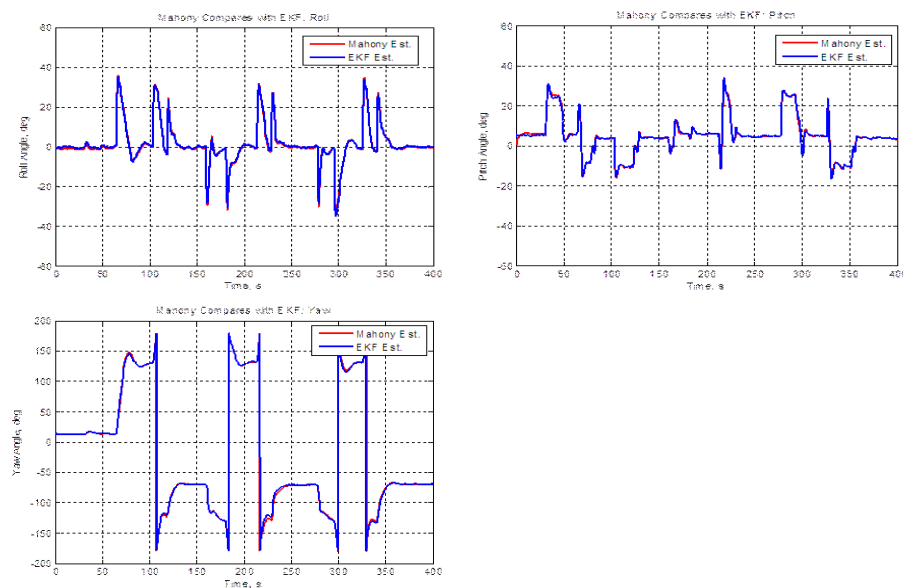 Mahony Compares with EKF: Roll
Mahony Est.
EKF Est.
60
40
20
0
-20
-40
-60
Roll Angle, deg
0 50 100 150 200 250 300 350 400
Time, s
Mahony Compares with EKF: Pitch
Mahony Est.
EKF Est.
60
40
20
0
-20
-40
-60
Pitch Angle, deg
0 50 100 150 200 250 300 350 400
Time, s
Mahony Compares with EKF: Yaw
Mahony Est.
EKF Est.
200
150
100
50
0
-50
-100
-150
-200
Yaw Angle, deg
0 50 100 150 200 250 300 350 400
Time, s